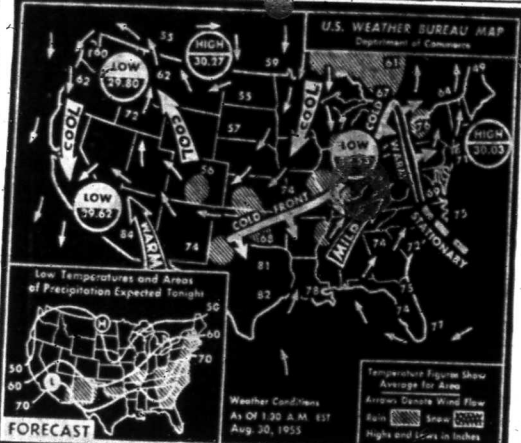 U.S. WEATHER BUREAU MAP
Department of Commerce
55
HIGH
30.27
59
61
49
60
LOW
29.80
62
62
COOL
67
64
COLD
COOL
72
COOL
55
57
76
HIGH
30.03
LOW
WARM
71
56
74
69
75
LOW
29.62
COLD FRONT
STATIONARY
84
WARM
74
68
MILD
74
72
81
82
78
75
74
77
Low Temperatures and Areas
of Precipitation Expected Tonight
50
H
60
70
50
60
L
70
FORECAST
Weather Conditions
As Of 1:30 A.M. EST
Aug. 30, 1955
Temperature Figures Show
Average for Area
Arrows Denote Wind Flow
Rain
Snow
Highs and Lows in Inches